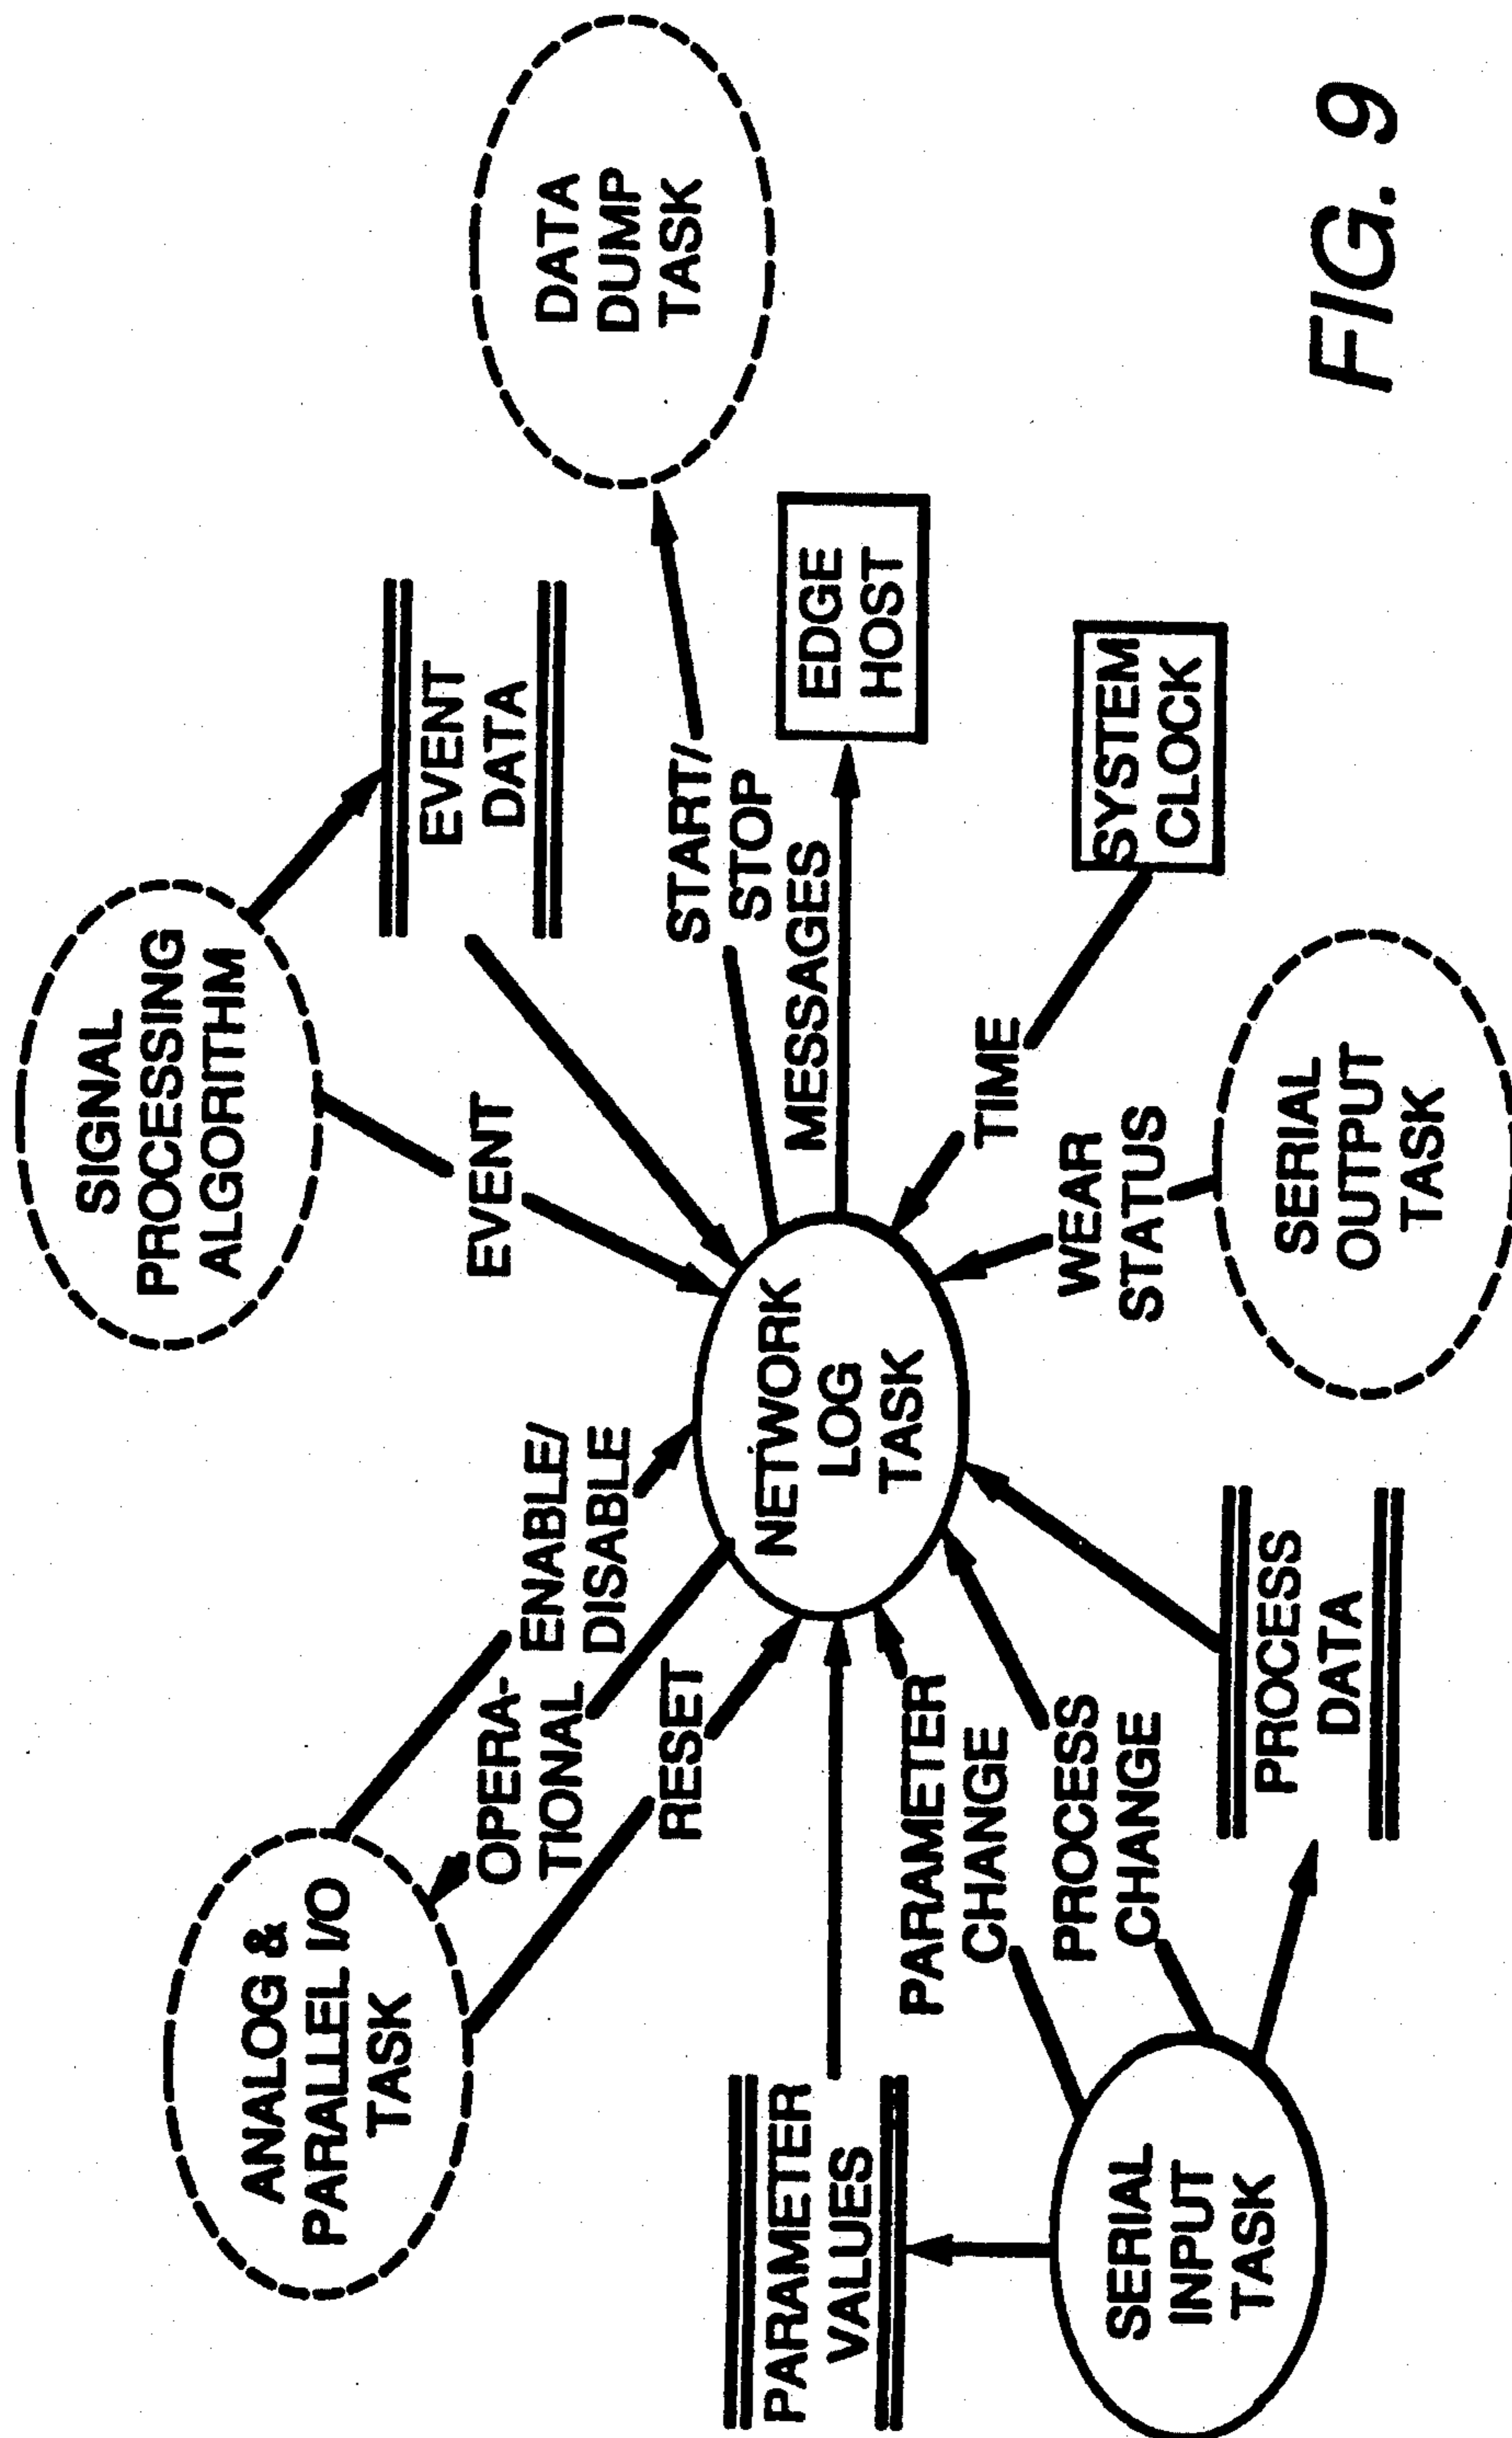 SIGNAL
PROCESSING
ALGORITHM
ANALOG &
PARALLEL I/O
TASK
EVENT
DATA
DATA
DUMP
TASK
EVENT
ENABLE/
DISABLE
OPERA-
TIONAL
RESET
START/
STOP
MESSAGES
EDGE
HOST
NETWORK
LOG
TASK
PARAMETER
VALUES
PARAMETER
CHANGE
PROCESS
CHANGE
TIME
SYSTEM
CLOCK
WEAR
STATUS
SERIAL
INPUT
TASK
PROCESS
DATA
SERIAL
OUTPUT
TASK
FIG. 9